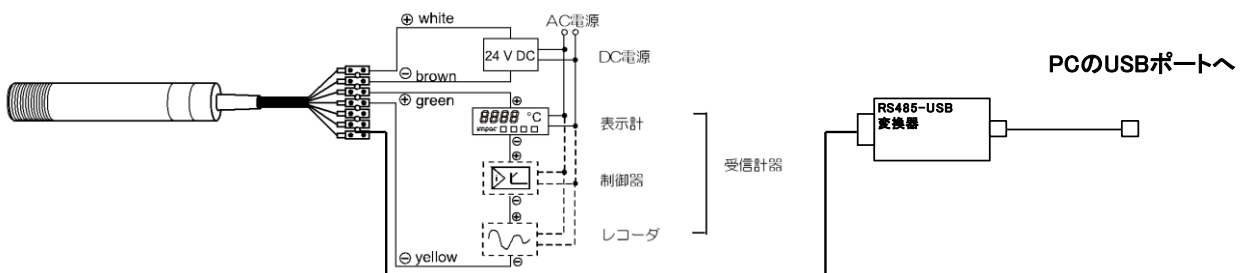 ⊕ white
AC電源
24 V DC
DC電源
⊖ brown
⊕ green
⊕
8888 °C
impac
表示計
⊖
⊕
i
制御器
受信計器
⊖
⊕
レコーダ
⊖ yellow
⊖
PCのUSBポートへ
RS485-USB
変換器